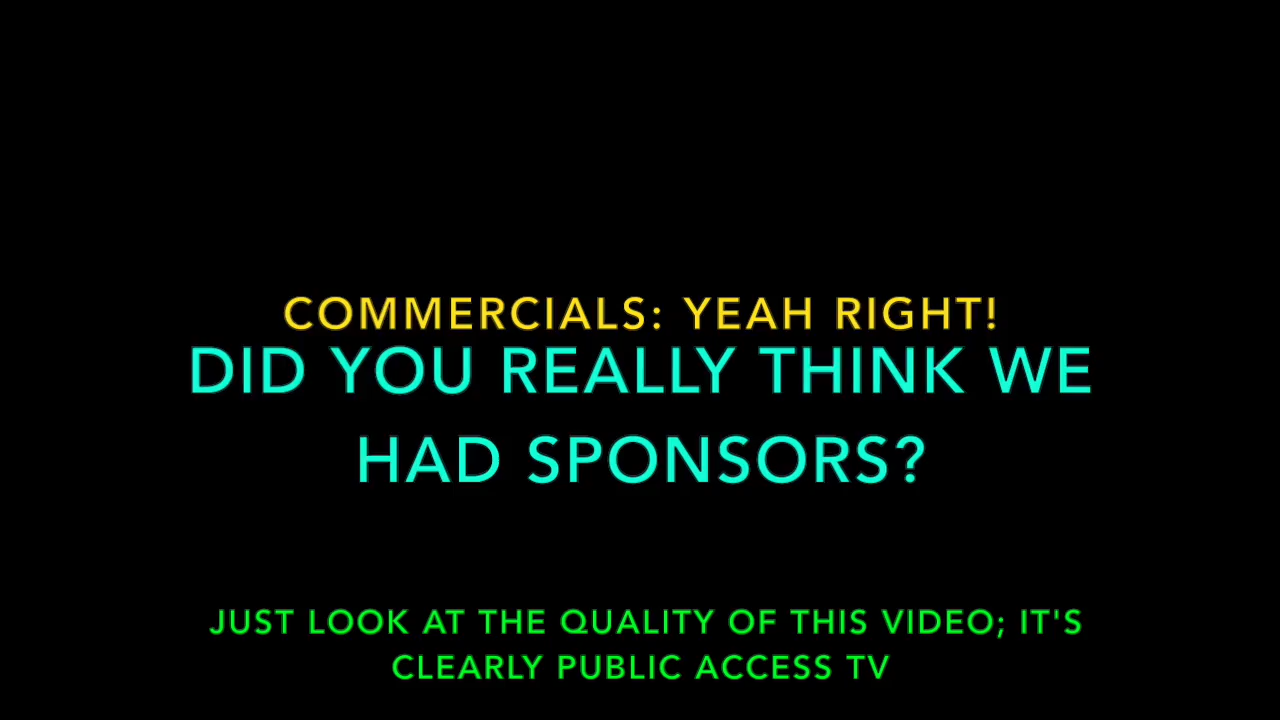 COMMERCIALS: YEAH RIGHT!
DID YOU REALLY THINK WE
HAD SPONSORS?
JUST LOOK AT THE QUALITY OF THIS VIDEO; IT'S
CLEARLY PUBLIC ACCESS TV